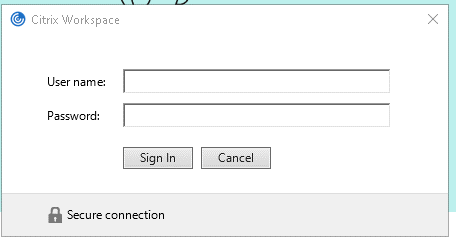 Citrix Workspace
User name:
Password:
Sign In Cancel
Secure connection